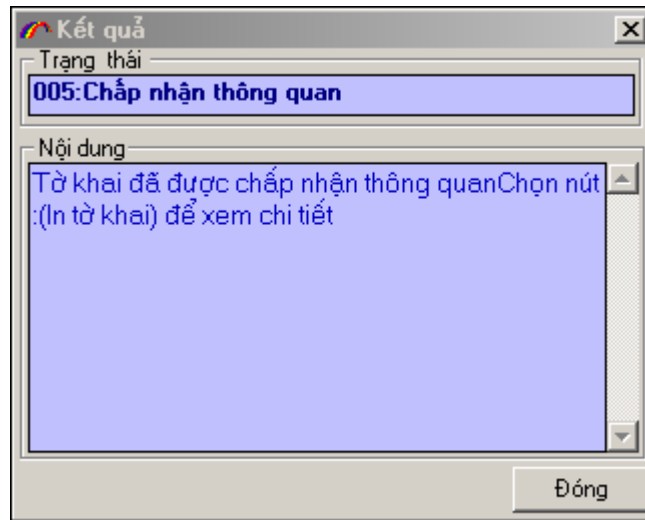 Kết quả
Trạng thái
005:Chấp nhận thông quan
Nội dung
Tờ khai đã được chấp nhận thông quanChọn nút
:(In tờ khai) để xem chi tiết
Đóng